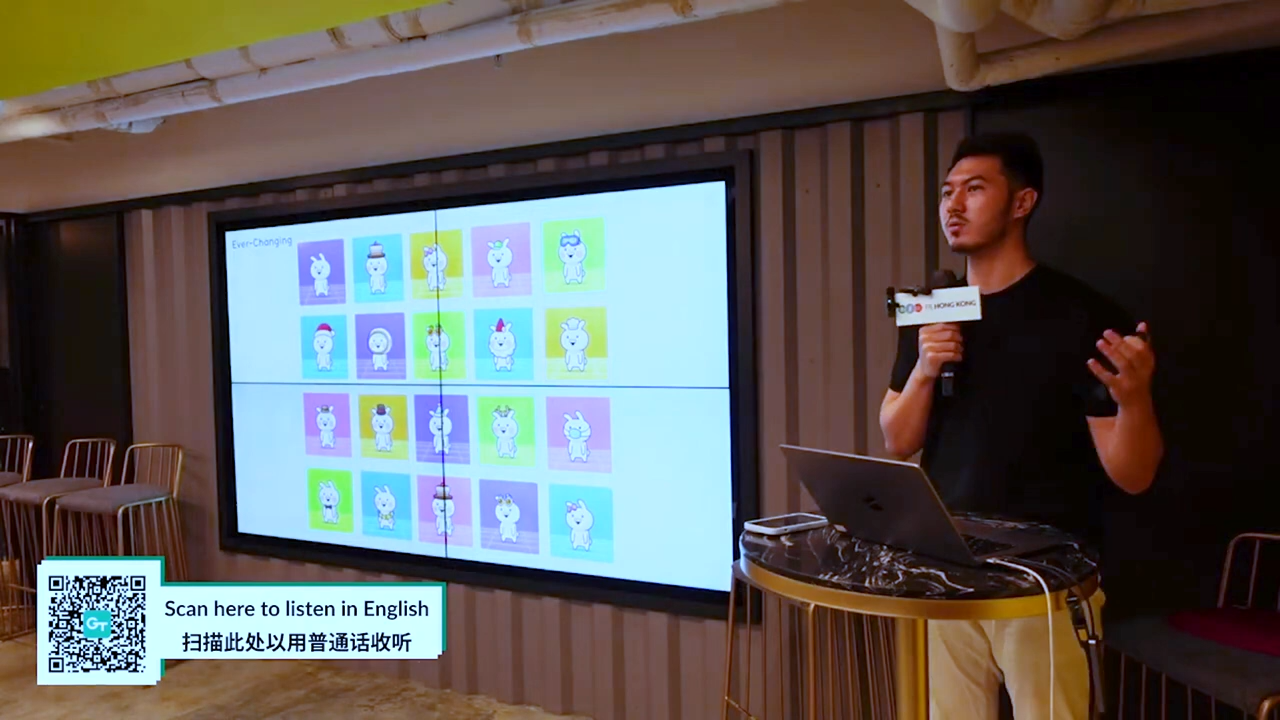 Ever-Changing
HONG KONG
Scan here to listen in English
扫描此处以用普通话收听
GT